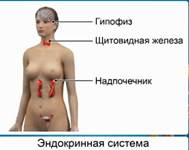 Гипофиз
Щитовидная железа
Надпочечник
Эндокринная система